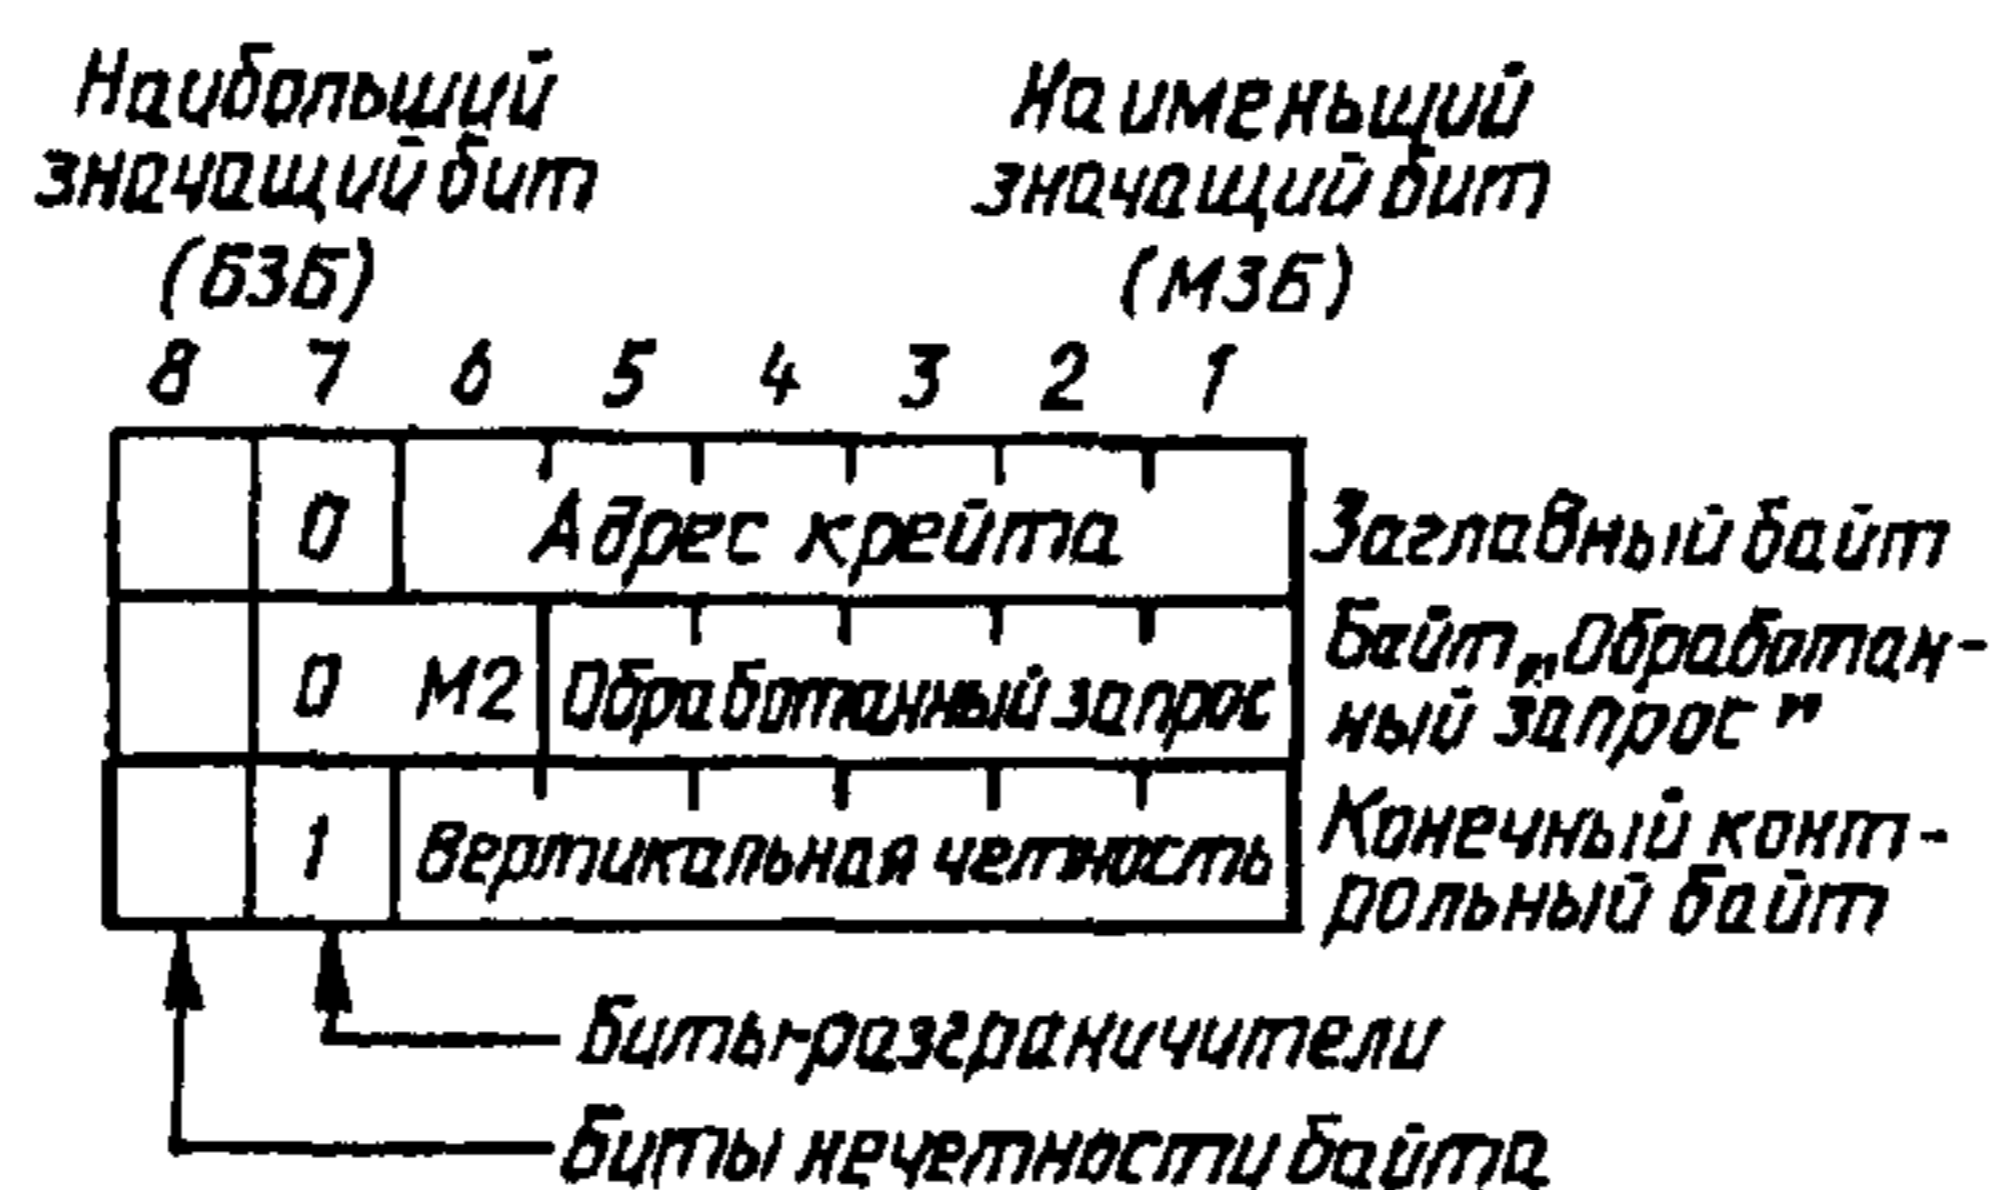 Наибольший
значащий бит
(БЗБ)
Наименьщий
значащий бит
(МЗБ)
8 7 6 5 4 3 2 1
0 Адрес крейта
Заглавный байт
0 М2 Обработанный запрос
Байт „Обработан-
ный запрос"
1 Вертикальная четность
Конечный конт-
рольный байт
Биты-разграничители
Биты нечетности байта